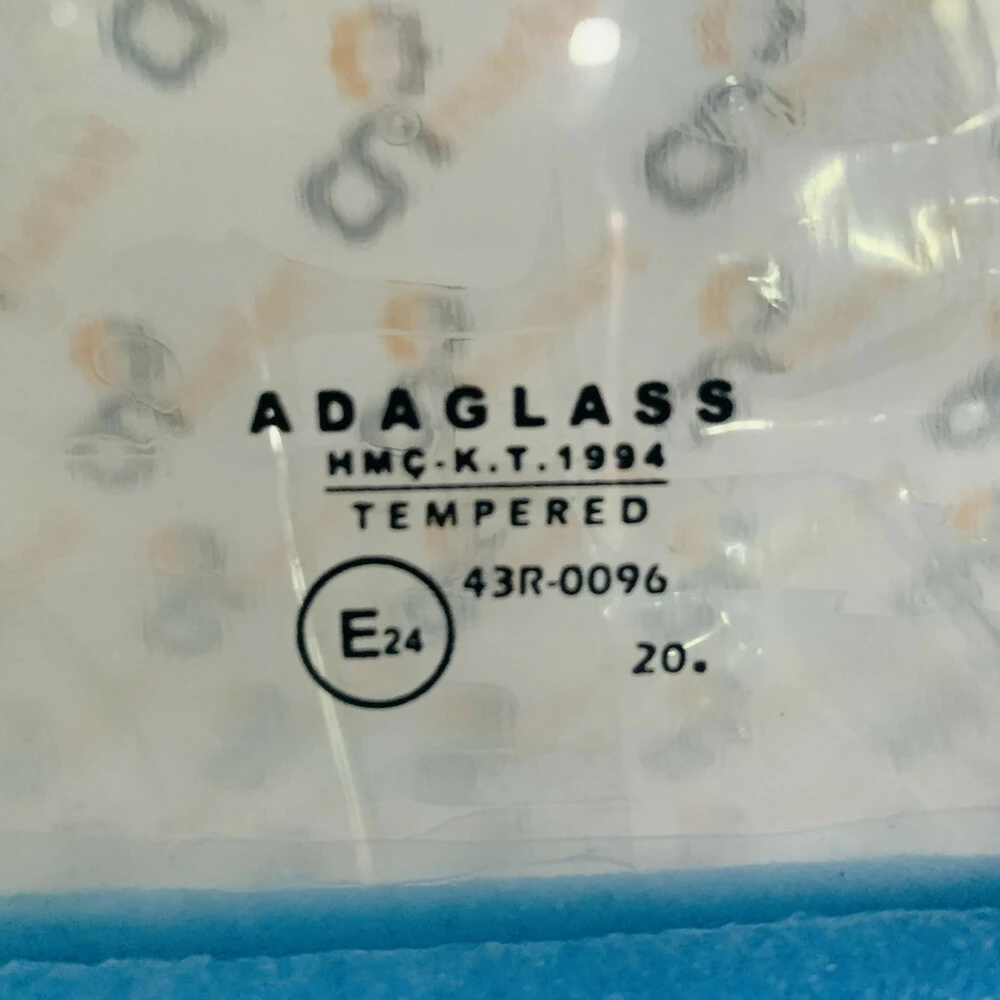 ADAGLASS
HMÇ-K.T.1994
TEMPERED
43R-0096
E24
20.